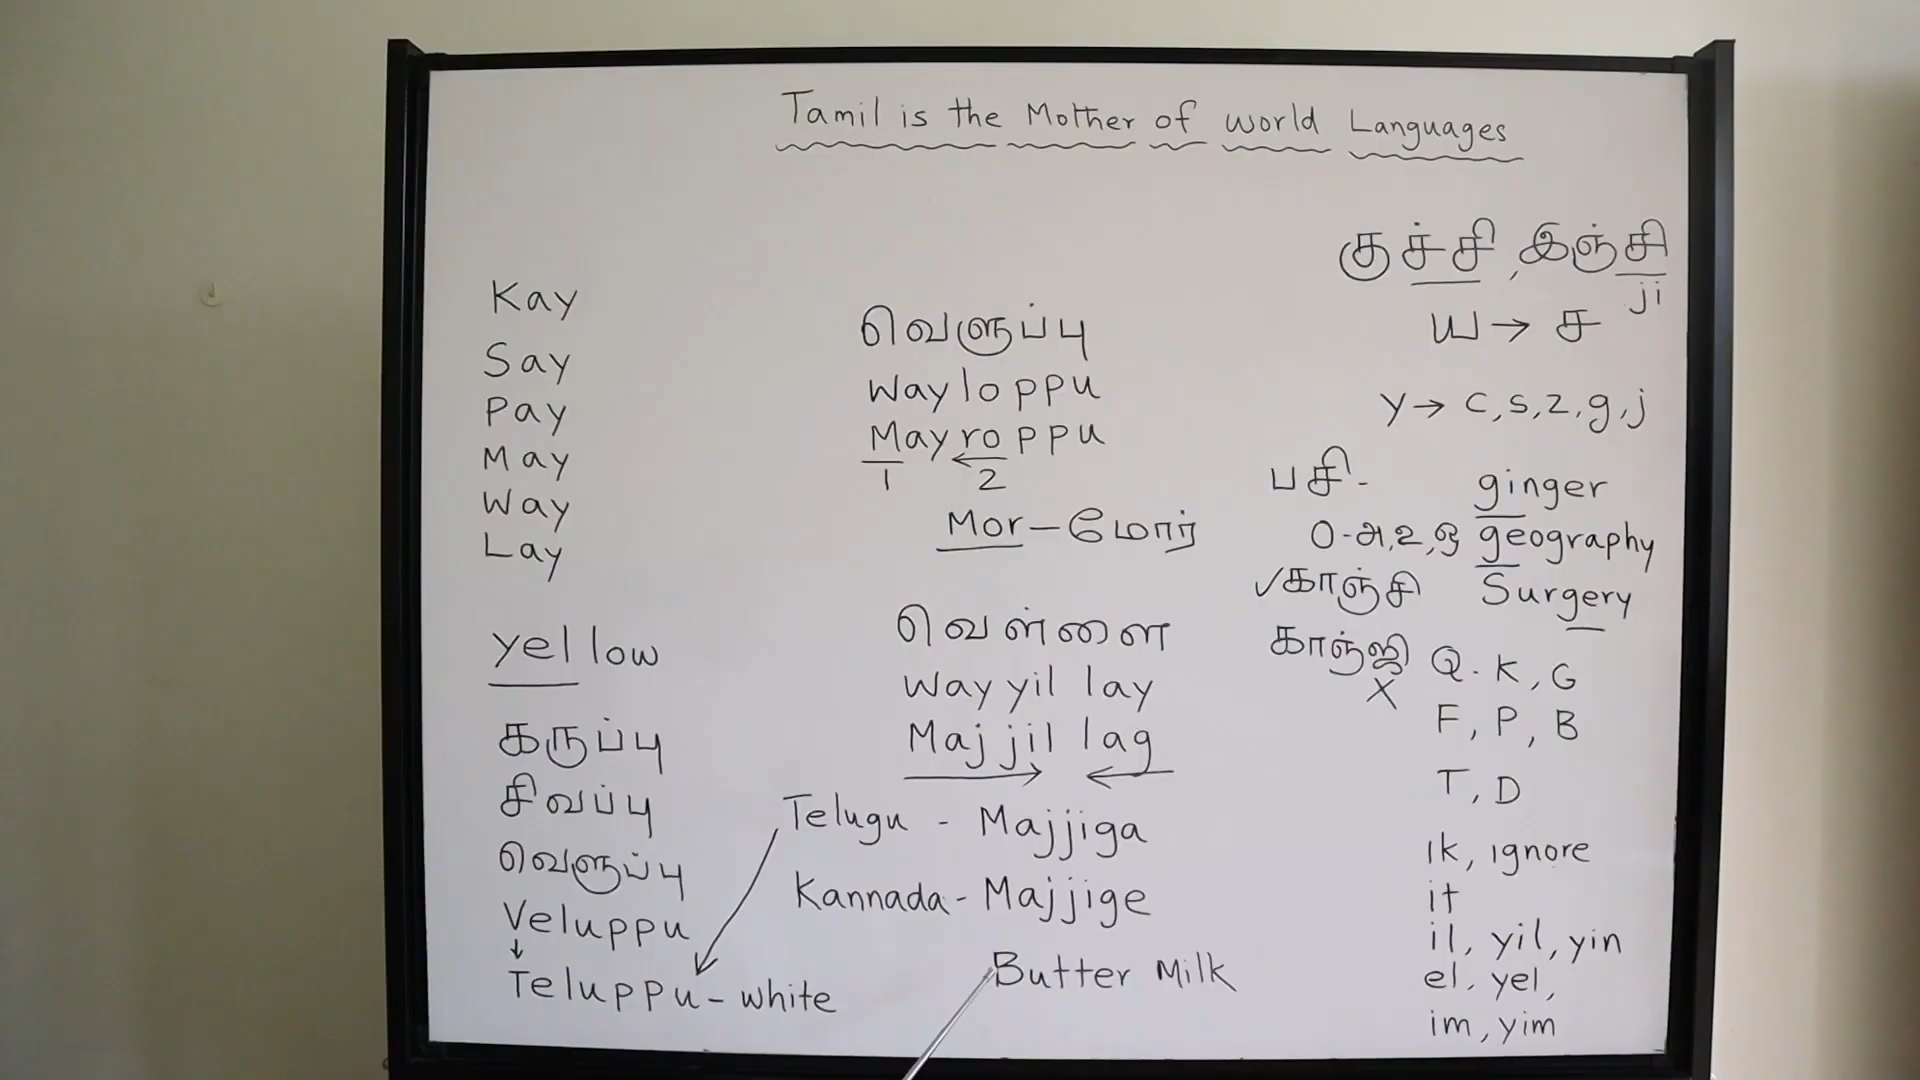 Tamil is the Mother of world Languages
Kay
Say
Pay
May
Way
Lay
yellow
கருப்பு
சிவப்பு
வெளுப்பு
Veluppu
↓
Teluppu - white
வெளுப்பு
Wayloppu
Mayroppu
1 2
Mor - மோர்
வெள்ளை
Way yil lay
Maj jil lag
Telugu - Majjiga
Kannada - Majjige
Butter Milk
குச்சி, இஞ்சி
ji
ய → ச
y → c, s, z, g, j
பசி - ginger
O - அ, உ, ஒ geography
✓காஞ்சி Surgery
காஞ்ஜி X
Q - K, G
F, P, B
T, D
ik, ignore
it
il, yil, yin
el, yel,
im, yim